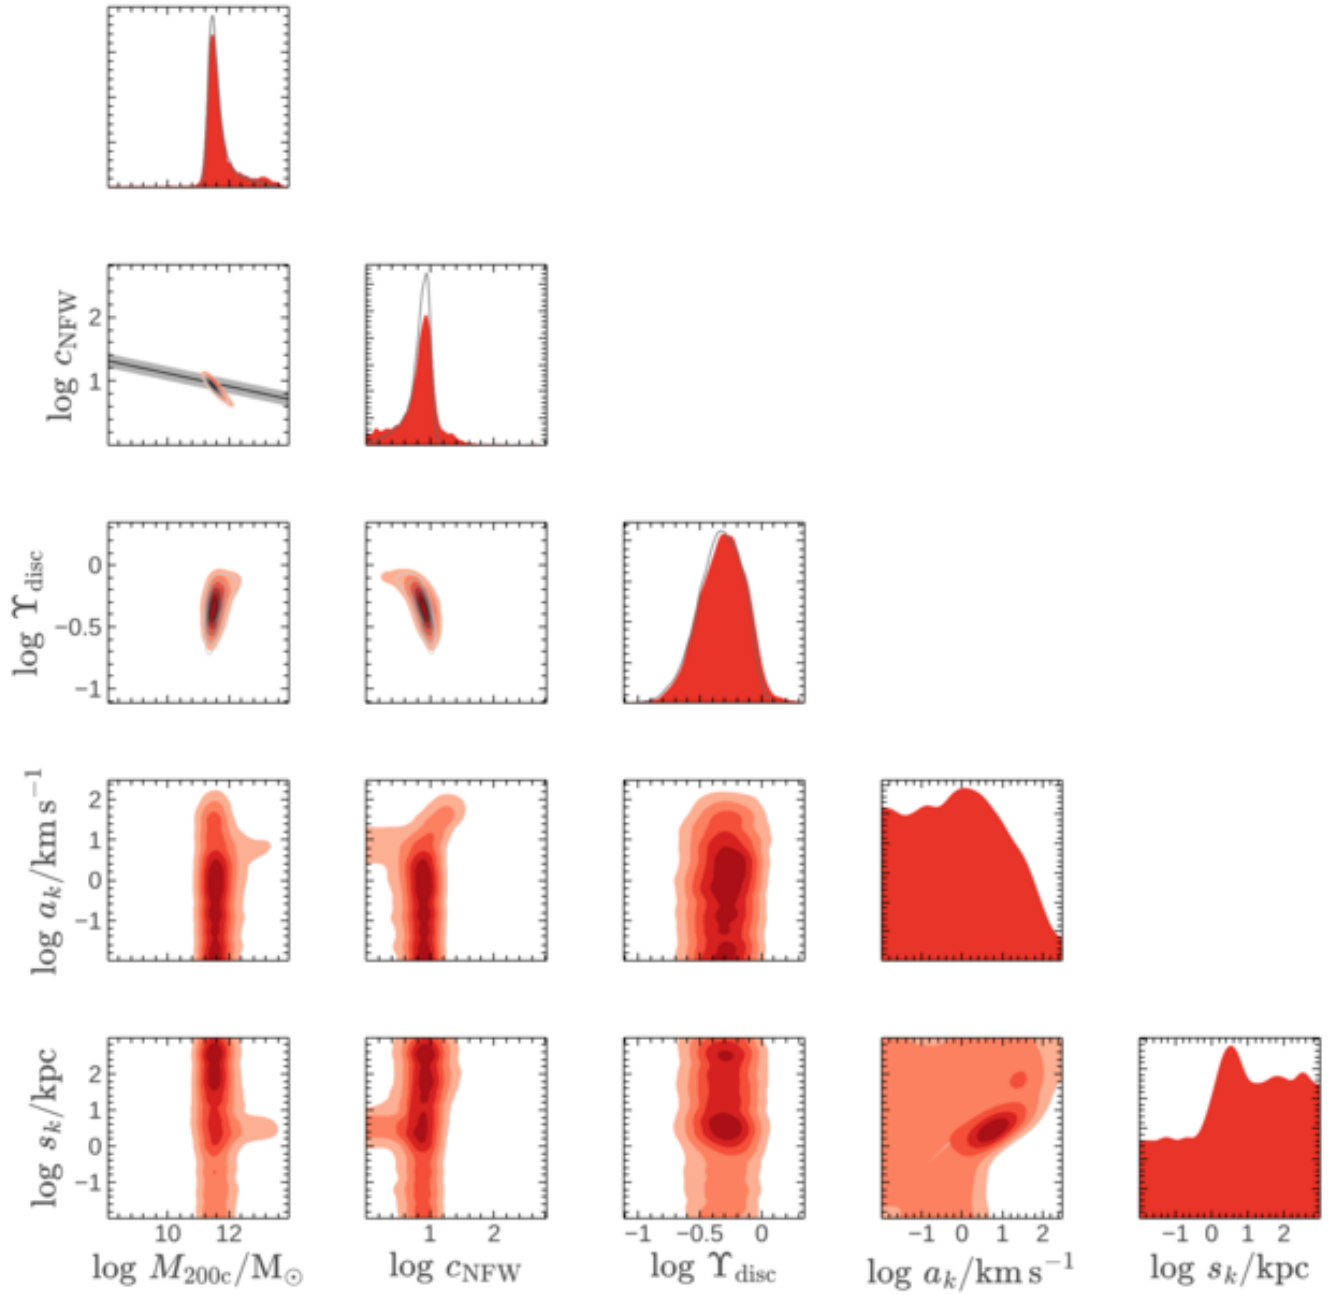 log c_NFW
2
1
log ϒ_disc
0
−0.5
−1
log a_k/km s⁻¹
2
1
0
−1
log s_k/kpc
2
1
0
−1
10 12
1 2
−1 −0.5 0
−1 0 1 2
−1 0 1 2
log M_200c/M_⊙
log c_NFW
log ϒ_disc
log a_k/km s⁻¹
log s_k/kpc